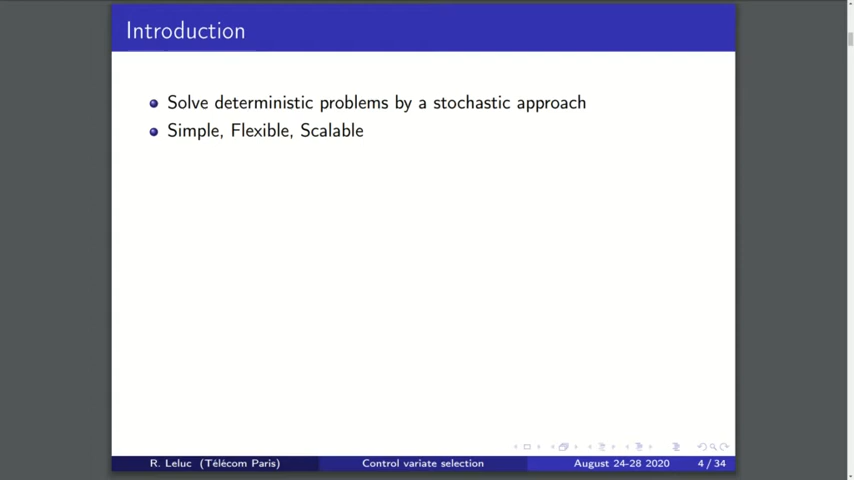 Introduction
Solve deterministic problems by a stochastic approach
Simple, Flexible, Scalable
R. Leluc (Télécom Paris) Control variate selection August 24-28 2020 4 / 34